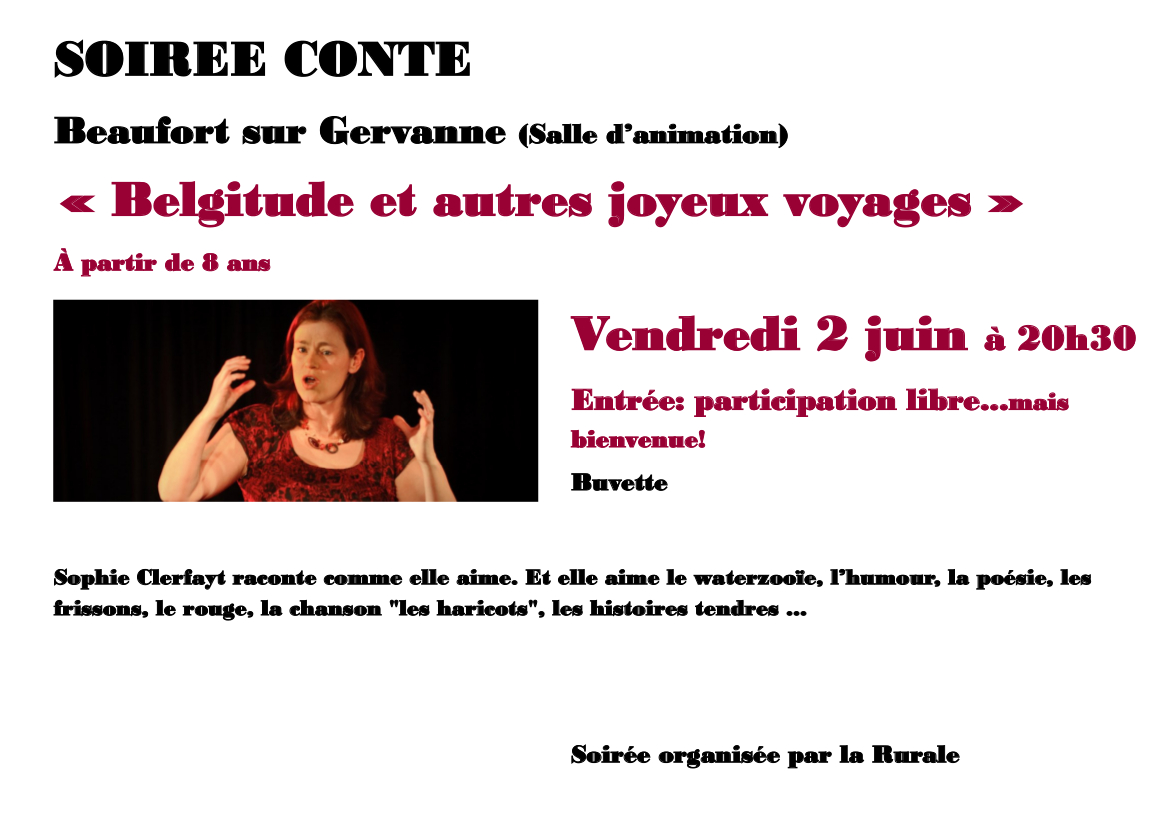 SOIREE CONTE
Beaufort sur Gervanne (Salle d’animation)
« Belgitude et autres joyeux voyages »
À partir de 8 ans
Vendredi 2 juin à 20h30
Entrée: participation libre...mais
bienvenue!
Buvette
Sophie Clerfayt raconte comme elle aime. Et elle aime le waterzooïe, l’humour, la poésie, les
frissons, le rouge, la chanson "les haricots", les histoires tendres ...
Soirée organisée par la Rurale